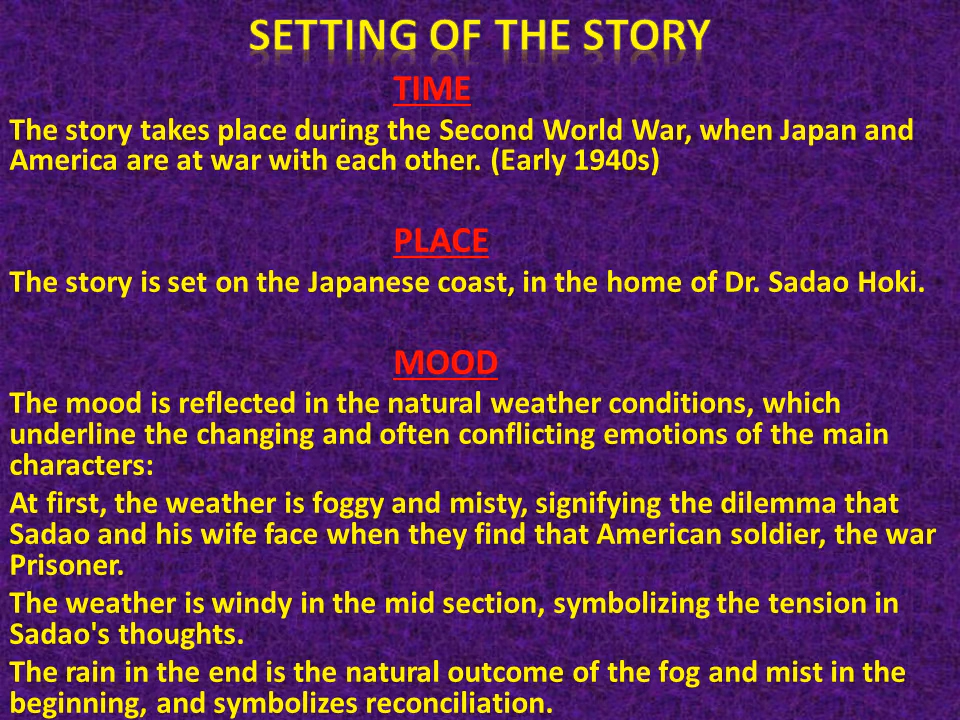 SETTING OF THE STORY
TIME
The story takes place during the Second World War, when Japan and
America are at war with each other. (Early 1940s)
PLACE
The story is set on the Japanese coast, in the home of Dr. Sadao Hoki.
MOOD
The mood is reflected in the natural weather conditions, which
underline the changing and often conflicting emotions of the main
characters:
At first, the weather is foggy and misty, signifying the dilemma that
Sadao and his wife face when they find that American soldier, the war
Prisoner.
The weather is windy in the mid section, symbolizing the tension in
Sadao's thoughts.
The rain in the end is the natural outcome of the fog and mist in the
beginning, and symbolizes reconciliation.